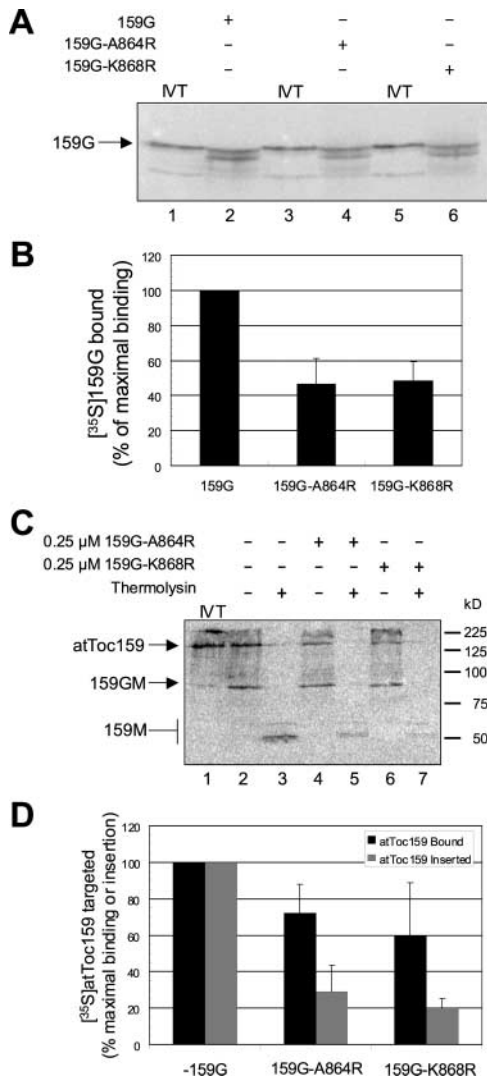 A
159G + – –
159G-A864R – + –
159G-K868R – – +
IVT IVT IVT
159G
1 2 3 4 5 6
B
[³⁵S]159G bound
(% of maximal binding)
120
100
80
60
40
20
0
159G 159G-A864R 159G-K868R
C
0.25 µM 159G-A864R – – + + – –
0.25 µM 159G-K868R – – – – + +
Thermolysin – + – + – +
IVT kD
atToc159
159GM
159M
225
125
100
75
50
1 2 3 4 5 6 7
D
[³⁵S]atToc159 targeted
(% maximal binding or insertion)
120
100
80
60
40
20
0
atToc159 Bound
atToc159 Inserted
-159G 159G-A864R 159G-K868R